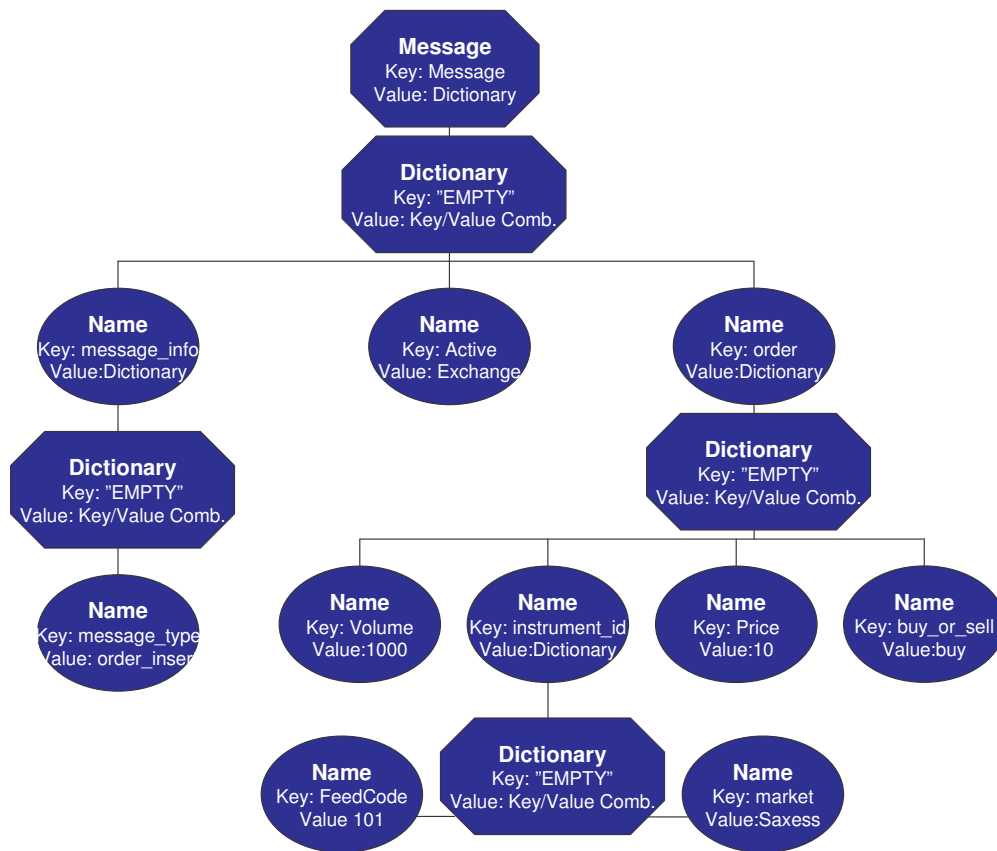 Message
Key: Message
Value: Dictionary
Dictionary
Key: ”EMPTY”
Value: Key/Value Comb.
Name
Key: message_info
Value:Dictionary
Name
Key: Active
Value: Exchange
Name
Key: order
Value:Dictionary
Dictionary
Key: ”EMPTY”
Value: Key/Value Comb.
Dictionary
Key: ”EMPTY”
Value: Key/Value Comb.
Name
Key: message_type
Value: order_inser
Name
Key: Volume
Value:1000
Name
Key: instrument_id
Value:Dictionary
Name
Key: Price
Value:10
Name
Key: buy_or_sell
Value:buy
Name
Key: FeedCode
Value 101
Dictionary
Key: ”EMPTY”
Value: Key/Value Comb.
Name
Key: market
Value:Saxess